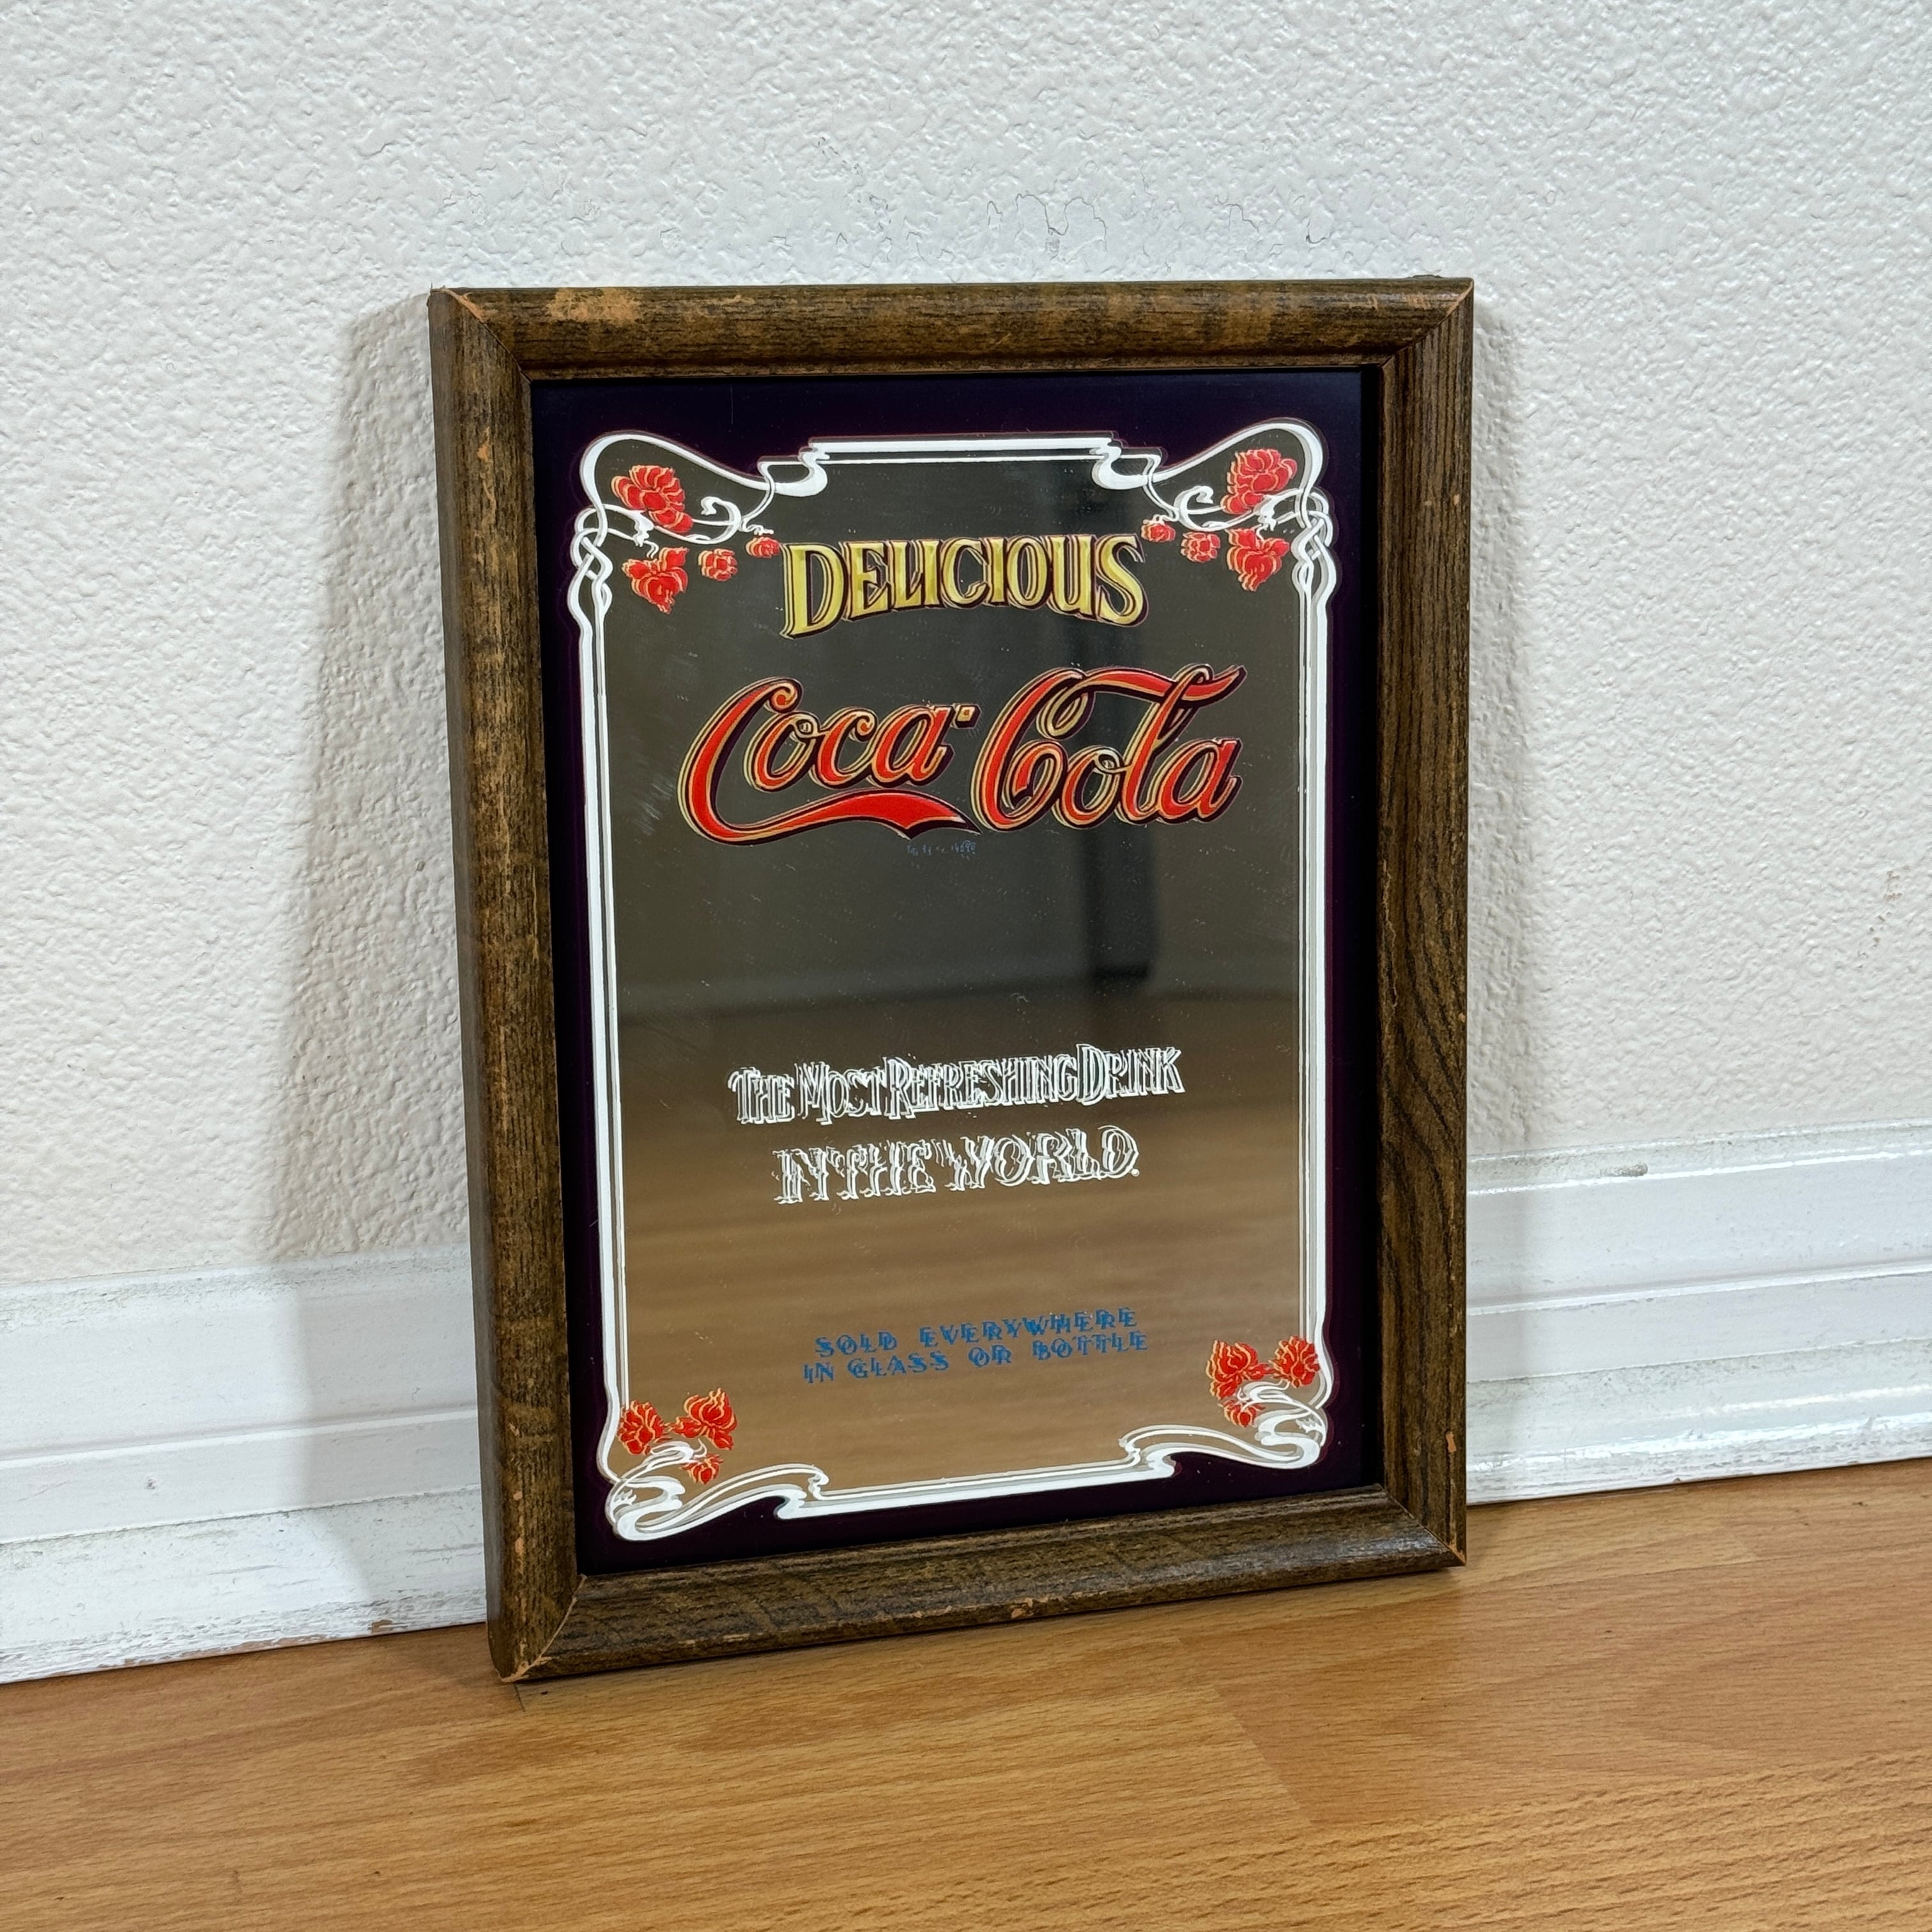 DELICIOUS
Coca-Cola
THE MOST REFRESHING DRINK
IN THE WORLD.
SOLD EVERYWHERE
IN GLASS OR BOTTLE